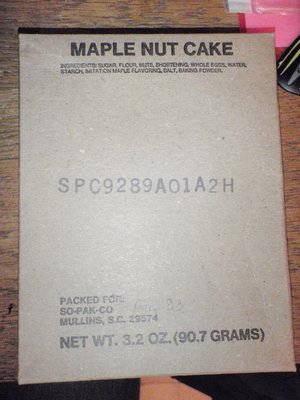 MAPLE NUT CAKE
INGREDIENTS: SUGAR, FLOUR, NUTS, SHORTENING, WHOLE EGGS, WATER,
STARCH, IMITATION MAPLE FLAVORING, SALT, BAKING POWDER.
SPC9289A01A2H
PACKED FOR:
SO-PAK-CO
MULLINS, S.C. 29574
NET WT. 3.2 OZ. (90.7 GRAMS)